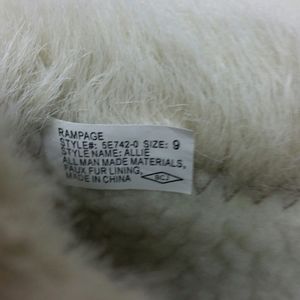 RAMPAGE
STYLE#: 5E742-0 SIZE: 9
STYLE NAME: ALLIE
ALL MAN MADE MATERIALS,
FAUX FUR LINING,
MADE IN CHINA
BCJ